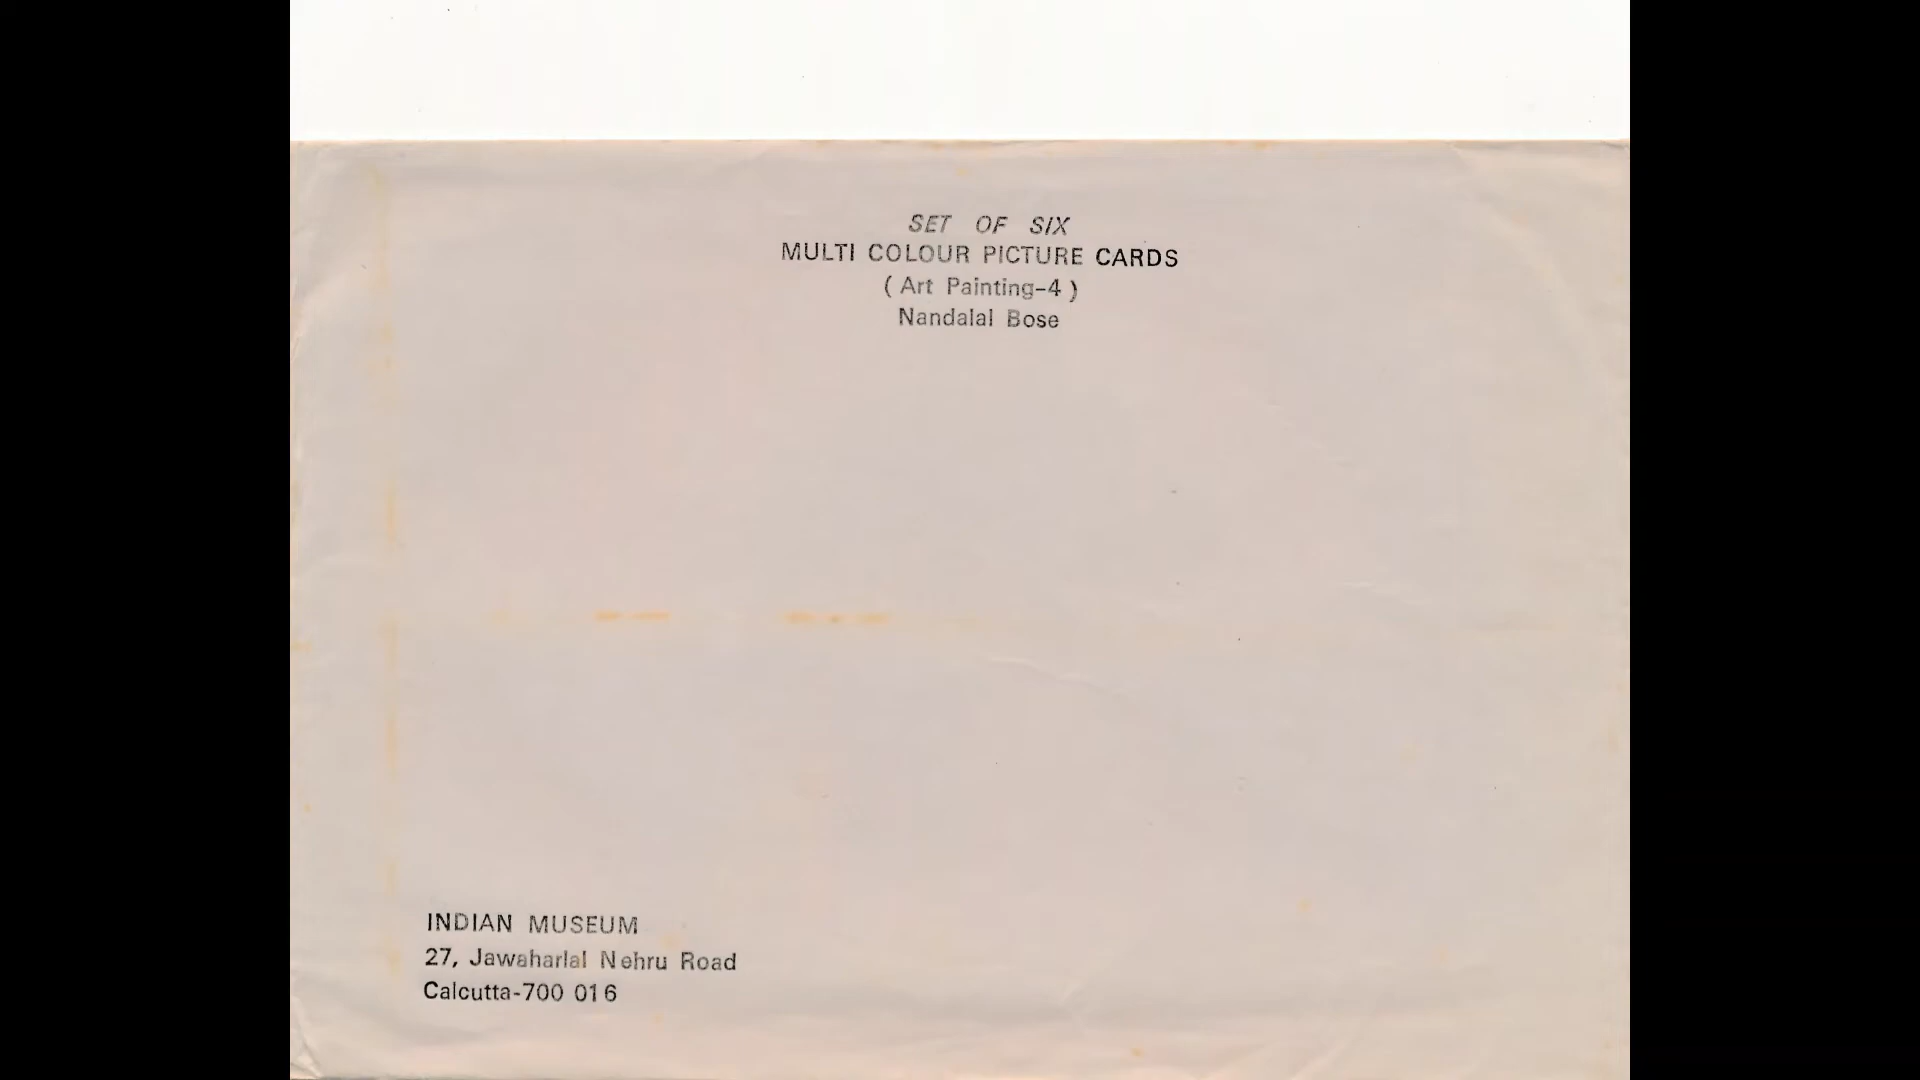 SET OF SIX
MULTI COLOUR PICTURE CARDS
( Art Painting-4 )
Nandalal Bose
INDIAN MUSEUM
27, Jawaharlal Nehru Road
Calcutta-700 016